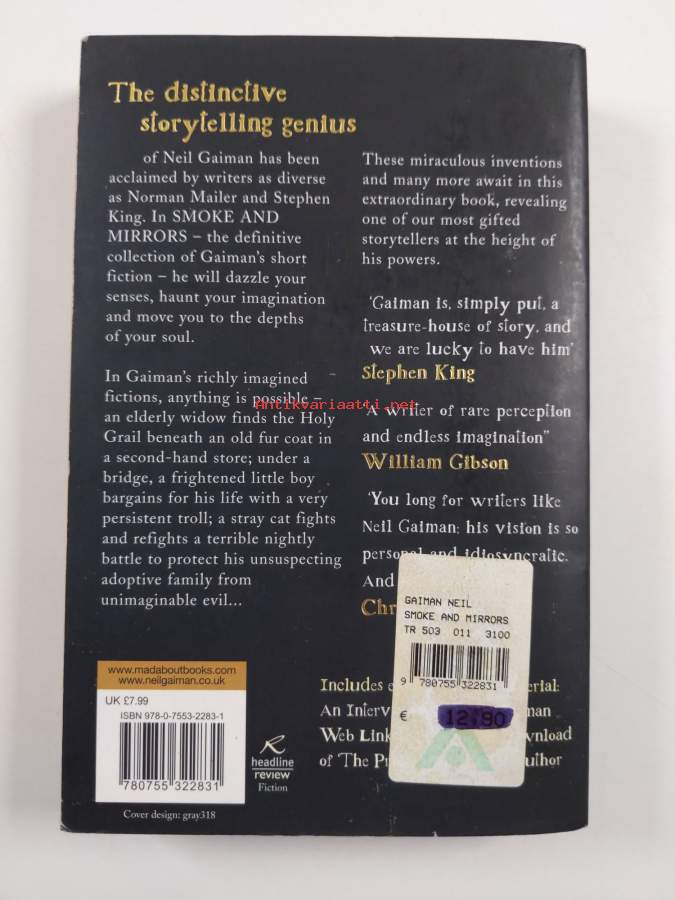 The distinctive
storytelling genius
of Neil Gaiman has been
acclaimed by writers as diverse
as Norman Mailer and Stephen
King. In SMOKE AND
MIRRORS – the definitive
collection of Gaiman's short
fiction – he will dazzle your
senses, haunt your imagination
and move you to the depths
of your soul.
In Gaiman's richly imagined
fictions, anything is possible –
an elderly widow finds the Holy
Grail beneath an old fur coat in
a second-hand store; under a
bridge, a frightened little boy
bargains for his life with a very
persistent troll; a stray cat fights
and refights a terrible nightly
battle to protect his unsuspecting
adoptive family from
unimaginable evil...
These miraculous inventions
and many more await in this
extraordinary book, revealing
one of our most gifted
storytellers at the height of
his powers.
'Gaiman is, simply put, a
treasure-house of story, and
we are lucky to have him'
Stephen King
'A writer of rare perception
and endless imagination"
William Gibson
'You long for writers like
Neil Gaiman; his vision is so
personal and idiosyncratic.
And
Chr
Antikvariaatti.net
GAIMAN NEIL
SMOKE AND MIRRORS
TR 503 011 3100
9 780755 322831
€ 12.90
Includes
An Interv
Web Link
of 'The Pr
www.madaboutbooks.com
www.neilgaiman.co.uk
UK £7.99
ISBN 978-0-7553-2283-1
9 780755 322831
headline
review
Fiction
Cover design: gray318